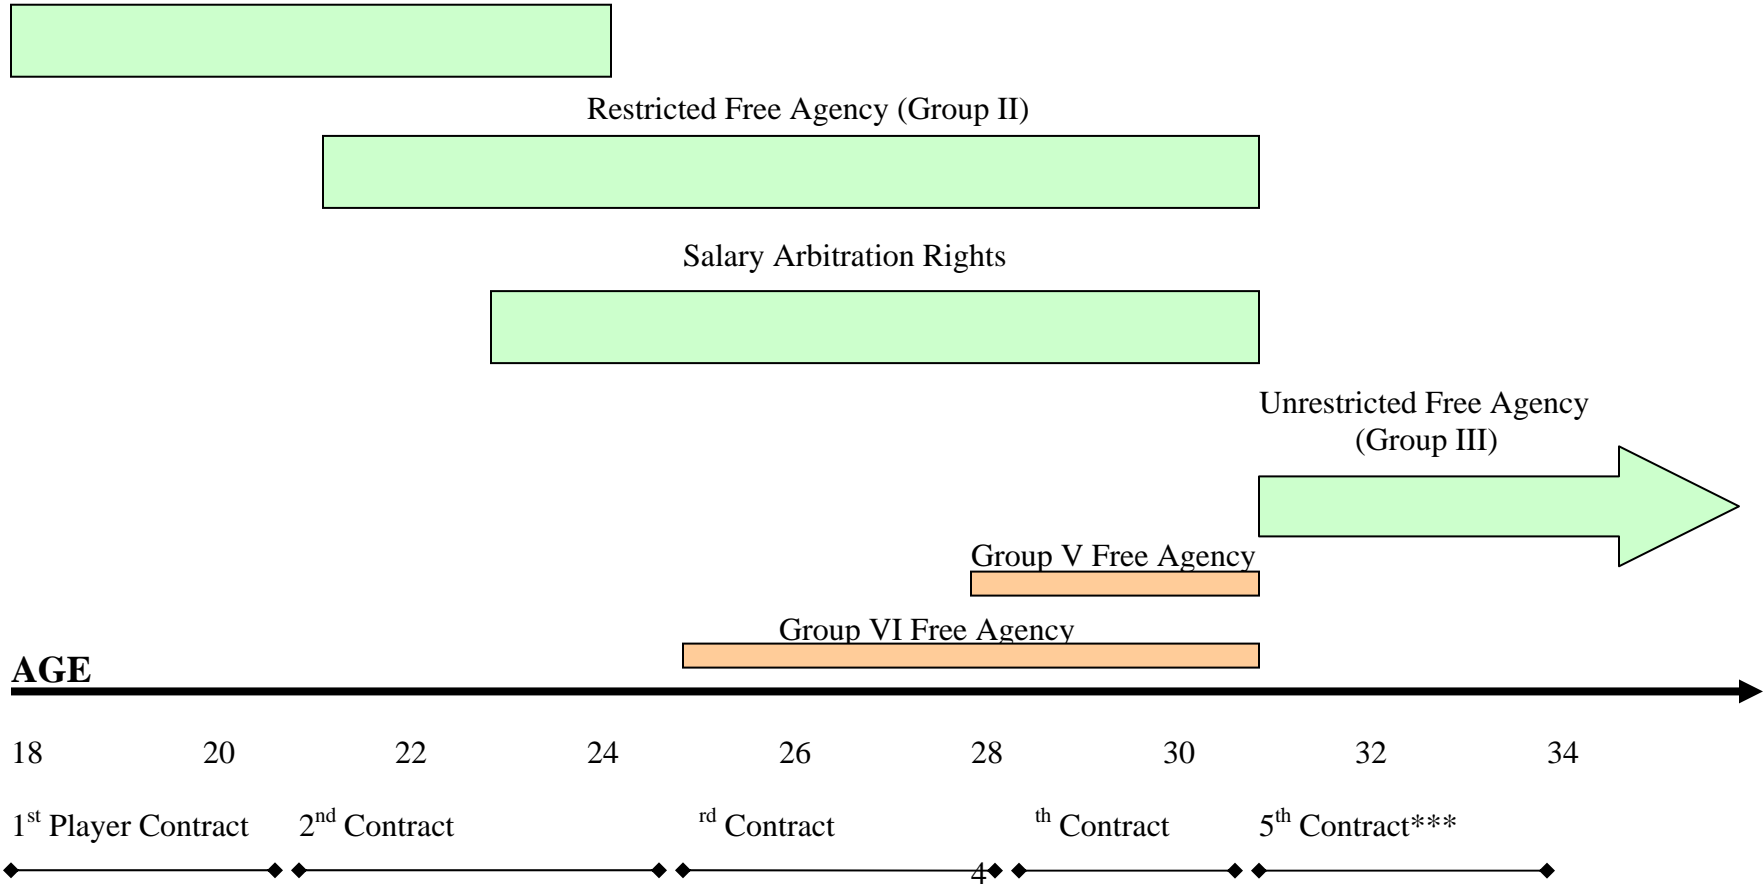 Restricted Free Agency (Group II)
Salary Arbitration Rights
Unrestricted Free Agency
(Group III)
Group V Free Agency
Group VI Free Agency
AGE
18 20 22 24 26 28 30 32 34
1st Player Contract 2nd Contract rd Contract th Contract 5th Contract***
4